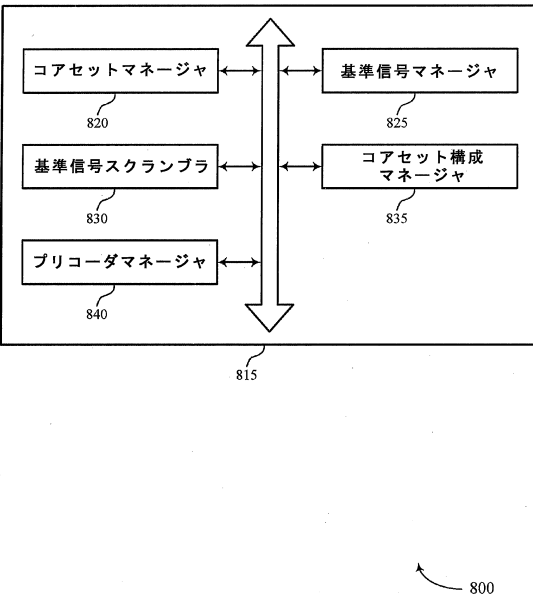 コアセットマネージャ
820
基準信号マネージャ
825
基準信号スクランブラ
830
コアセット構成
マネージャ
835
プリコーダマネージャ
840
815
800